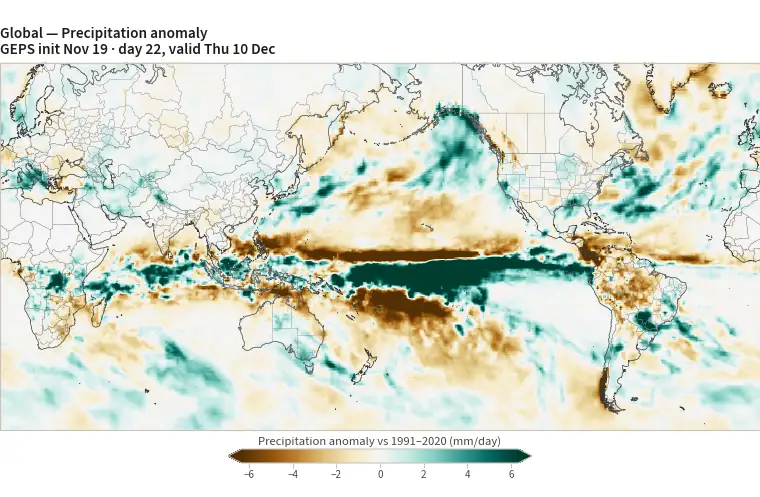 Global — Precipitation anomaly
GEPS init Nov 19 · day 22, valid Thu 10 Dec
Precipitation anomaly vs 1991–2020 (mm/day)
−6 −4 −2 0 2 4 6